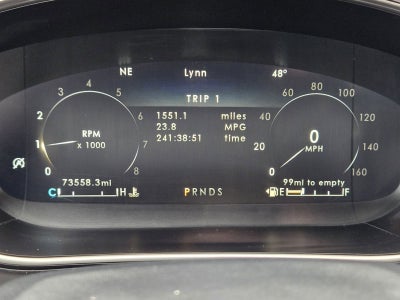 NE Lynn 48°
TRIP 1
1551.1 miles
23.8 MPG
241:38:51 time
0 1 2 3 4 5 6 7 8
RPM
x 1000
0 20 40 60 80 100 120 140 160
0
MPH
73558.3mi
99mi to empty
C H
PRNDS
E F